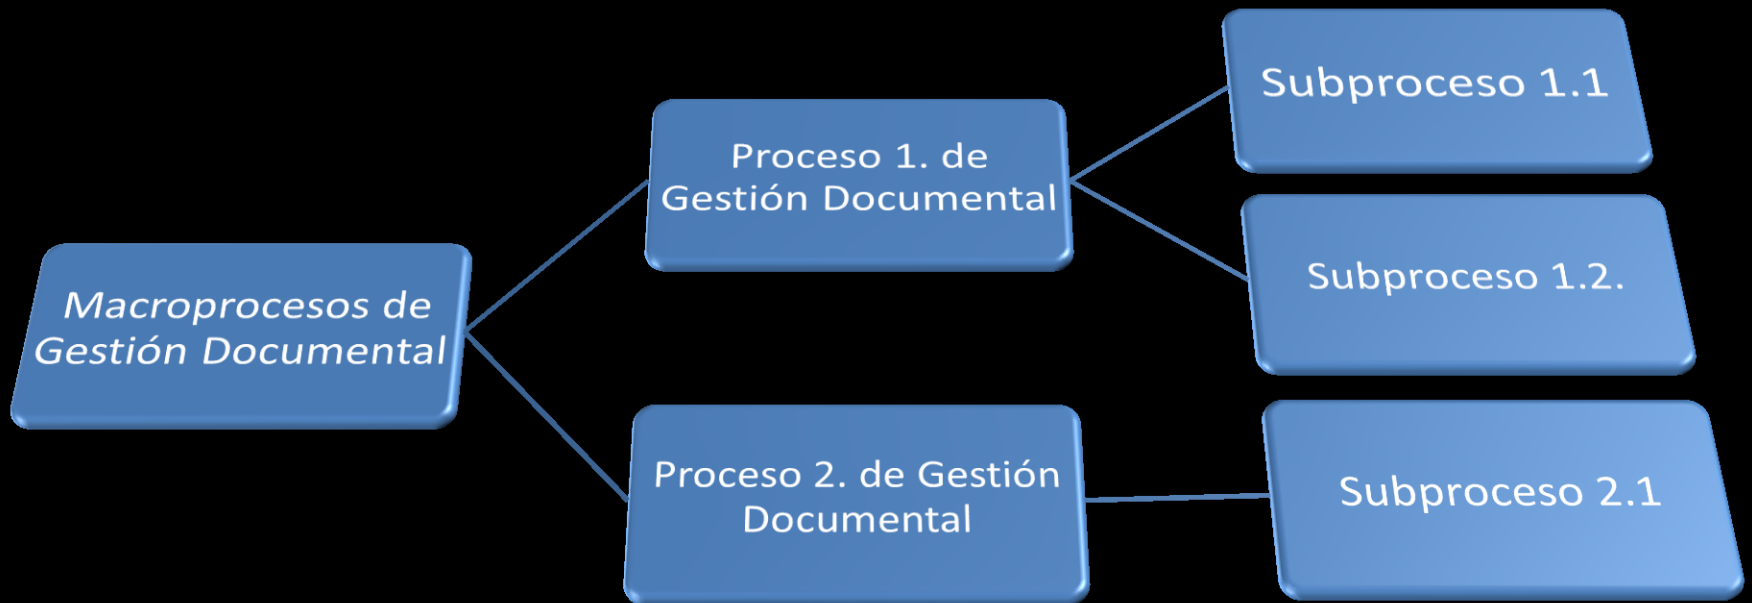 Macroprocesos de
Gestión Documental
Proceso 1. de
Gestión Documental
Subproceso 1.1
Subproceso 1.2.
Proceso 2. de Gestión
Documental
Subproceso 2.1